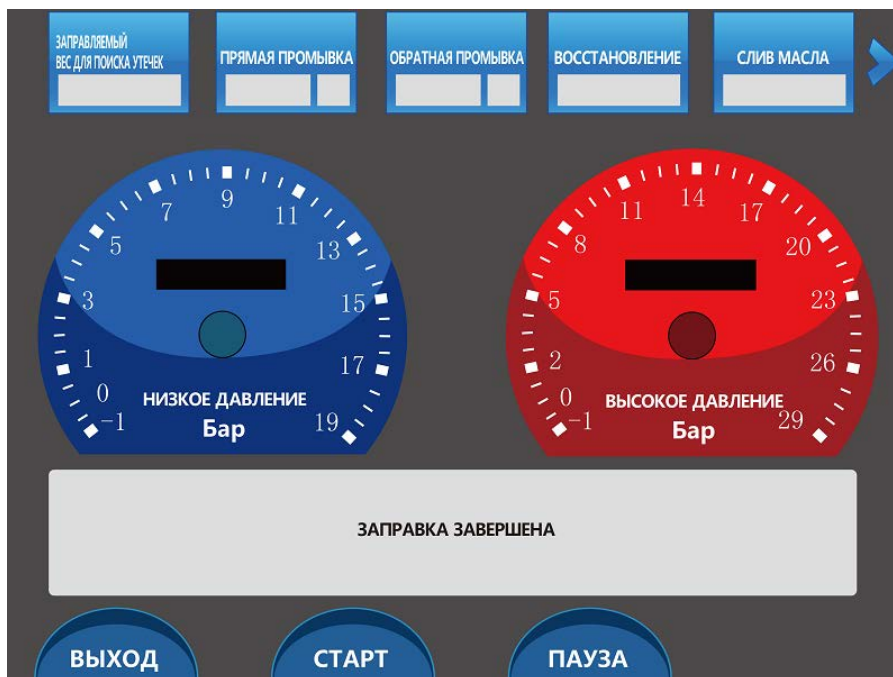 ЗАПРАВЛЯЕМЫЙ
ВЕС ДЛЯ ПОИСКА УТЕЧЕК
ПРЯМАЯ ПРОМЫВКА
ОБРАТНАЯ ПРОМЫВКА
ВОССТАНОВЛЕНИЕ
СЛИВ МАСЛА
-1
0
1
3
5
7
9
11
13
15
17
19
НИЗКОЕ ДАВЛЕНИЕ
Бар
-1
0
2
5
8
11
14
17
20
23
26
29
ВЫСОКОЕ ДАВЛЕНИЕ
Бар
ЗАПРАВКА ЗАВЕРШЕНА
ВЫХОД
СТАРТ
ПАУЗА